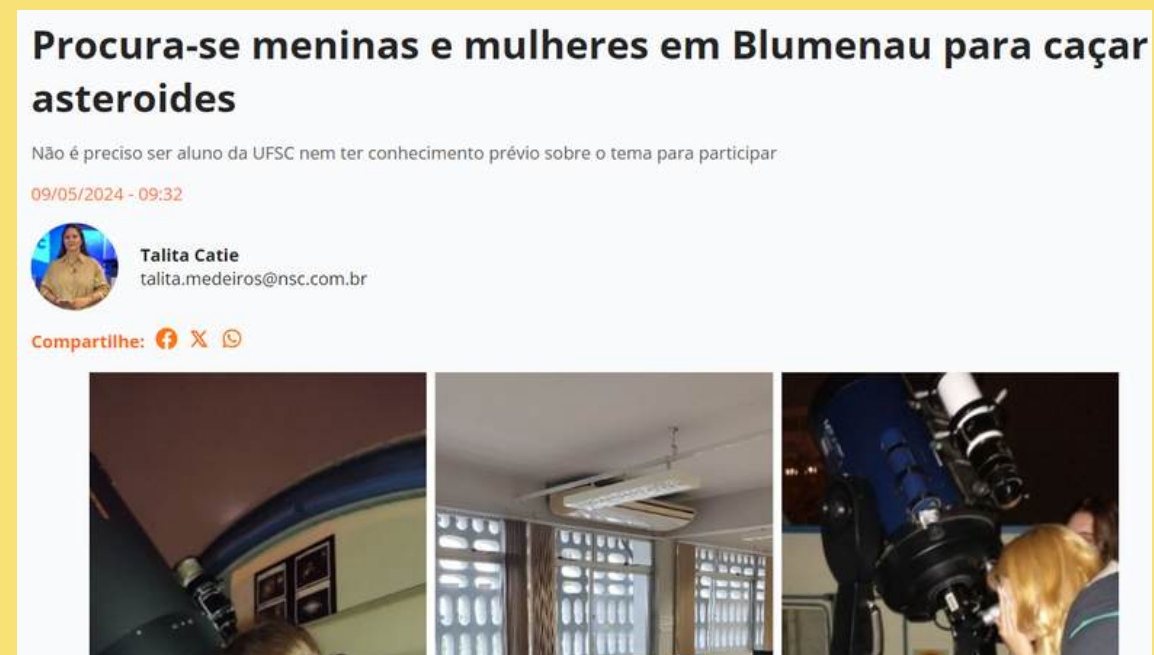 Procura-se meninas e mulheres em Blumenau para caçar
asteroides
Não é preciso ser aluno da UFSC nem ter conhecimento prévio sobre o tema para participar
09/05/2024 - 09:32
Talita Catie
talita.medeiros@nsc.com.br
Compartilhe: